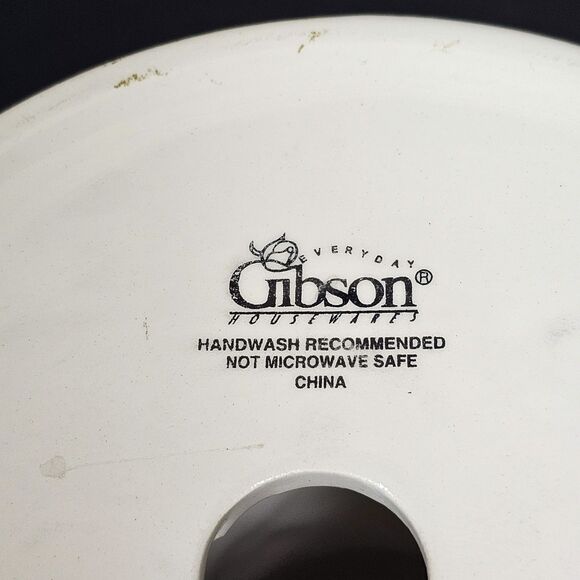 EVERYDAY
Gibson®
HOUSEWARES
HANDWASH RECOMMENDED
NOT MICROWAVE SAFE
CHINA